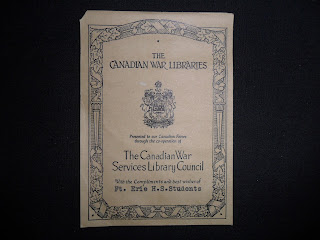 THE
CANADIAN WAR LIBRARIES
Presented to our Canadian Forces
through the co-operation of
The Canadian War
Services Library Council
With the Compliments and best wishes of
Ft. Erie H.S.Students